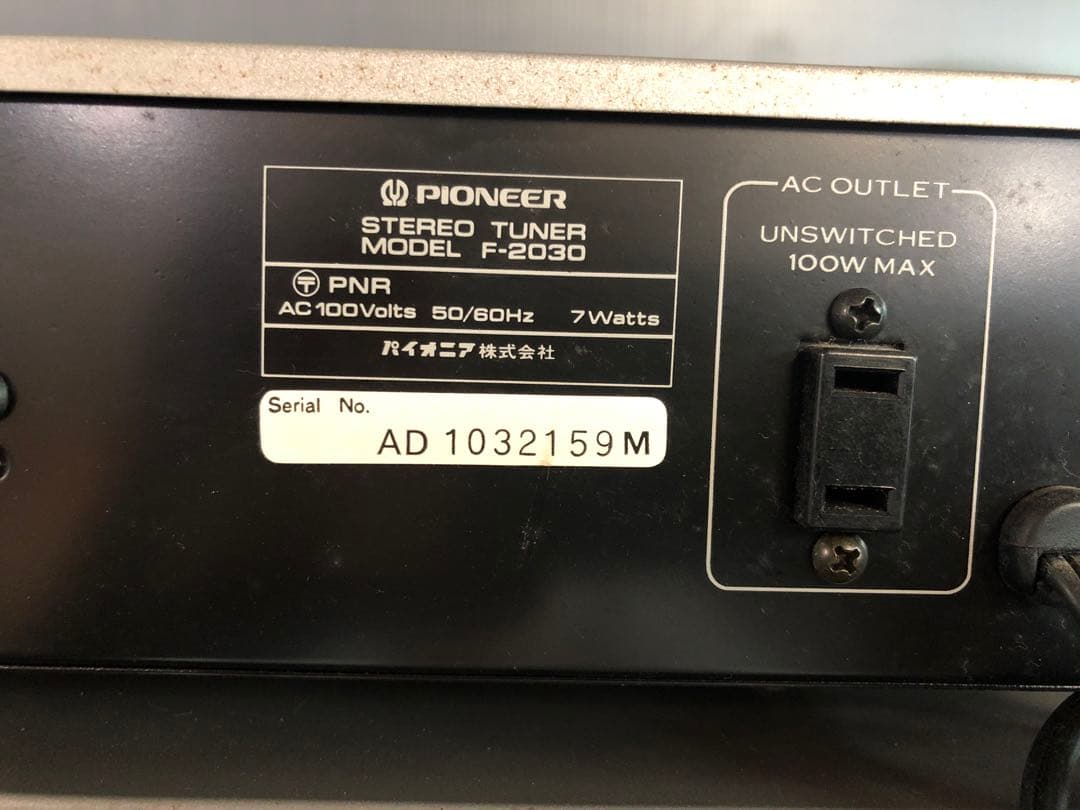 PIONEER
STEREO TUNER
MODEL F-2030
〒 PNR
AC 100Volts 50/60Hz 7Watts
パイオニア株式会社
Serial No.
AD 1032159M
AC OUTLET
UNSWITCHED
100W MAX